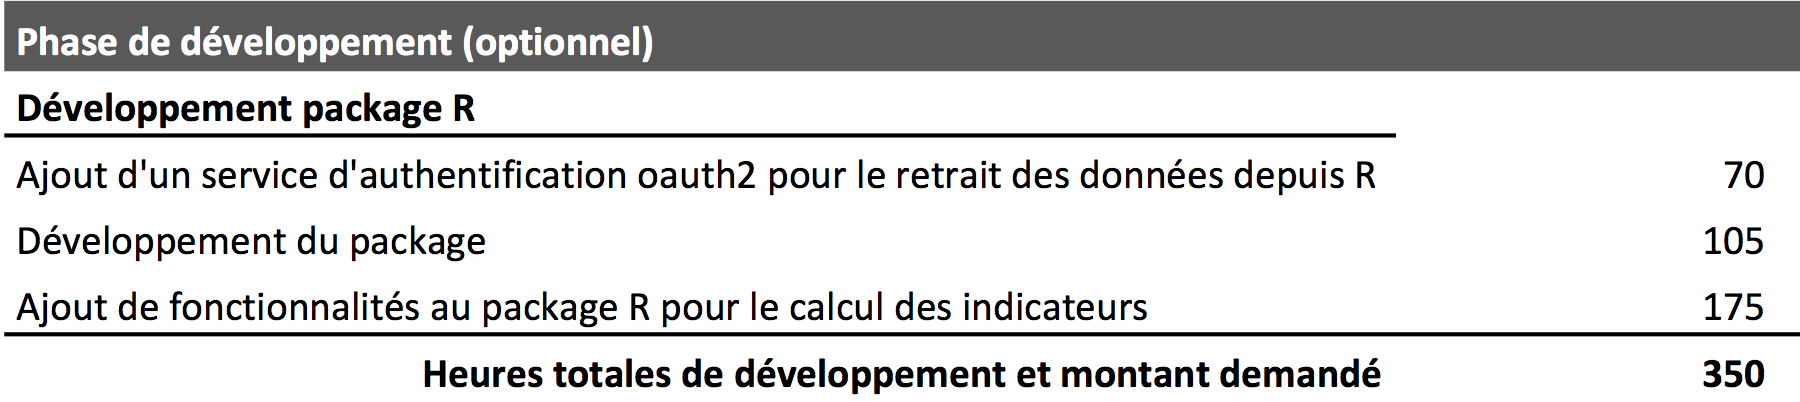 Phase de développement (optionnel)
Développement package R
Ajout d'un service d'authentification oauth2 pour le retrait des données depuis R 70
Développement du package 105
Ajout de fonctionnalités au package R pour le calcul des indicateurs 175
Heures totales de développement et montant demandé 350